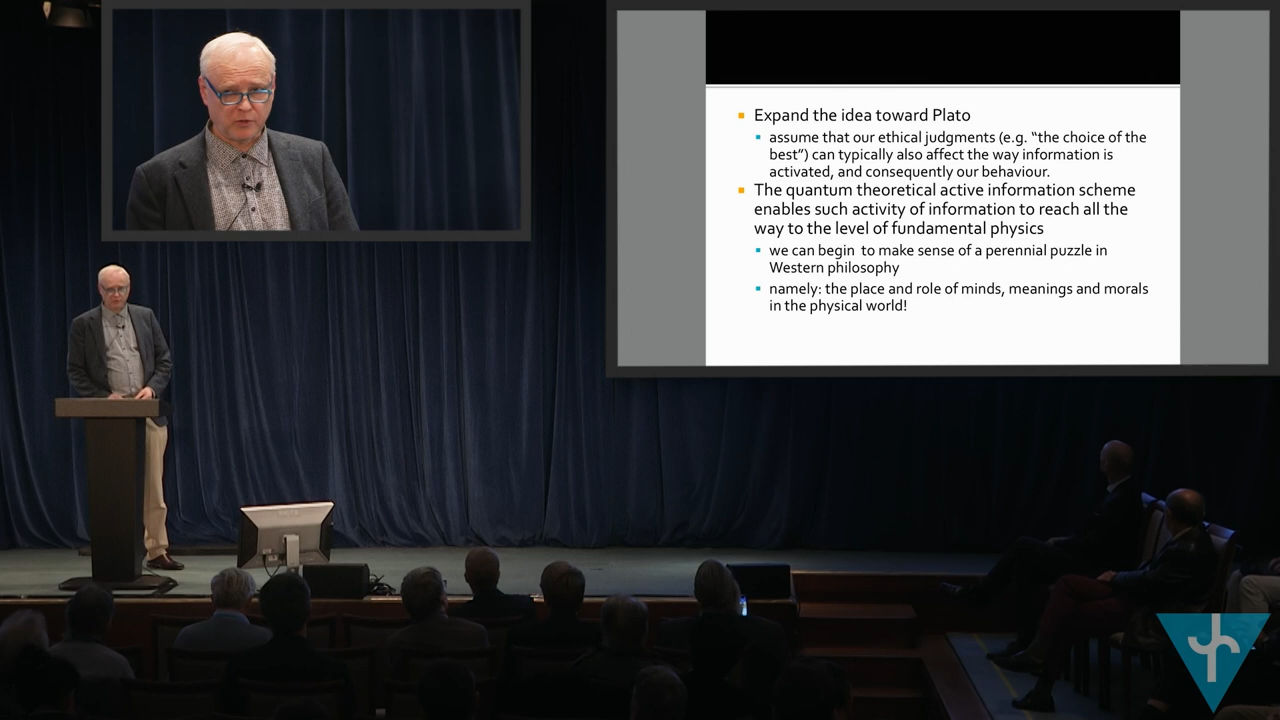 Expand the idea toward Plato
assume that our ethical judgments (e.g. “the choice of the
best”) can typically also affect the way information is
activated, and consequently our behaviour.
The quantum theoretical active information scheme
enables such activity of information to reach all the
way to the level of fundamental physics
we can begin  to make sense of a perennial puzzle in
Western philosophy
namely: the place and role of minds, meanings and morals
in the physical world!